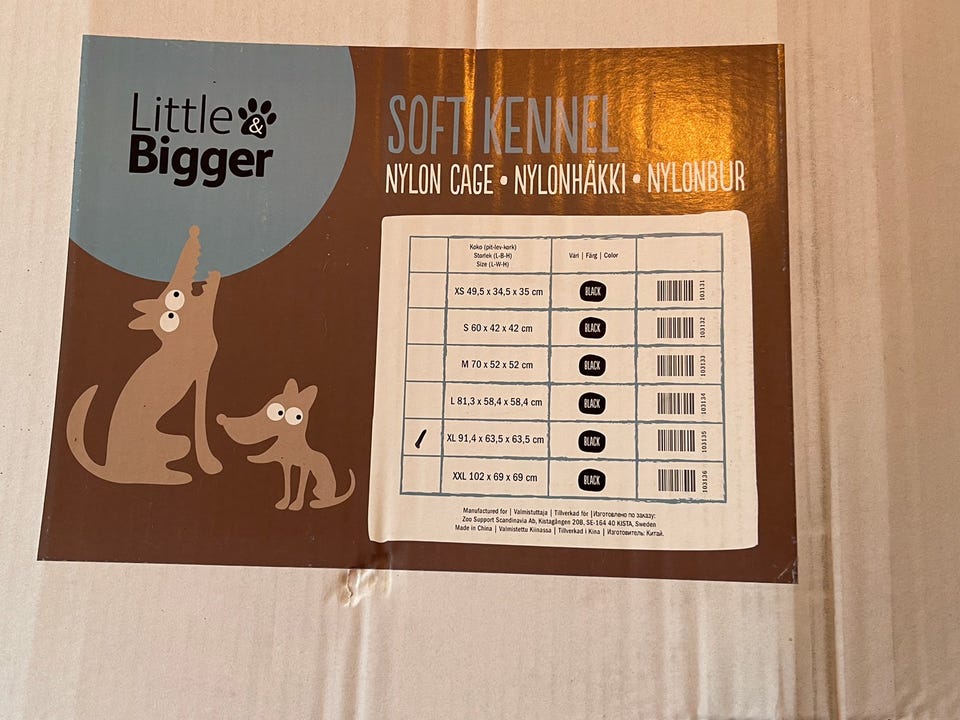 Little &
Bigger
SOFT KENNEL
NYLON CAGE • NYLONHÄKKI • NYLONBUR
Koko (pit-lev-kork)
Størlek (L-B-H)
Size (L-W-H)
Väri | Färg | Color
XS 49,5 x 34,5 x 35 cm BLACK 103131
S 60 x 42 x 42 cm BLACK 103132
M 70 x 52 x 52 cm BLACK 103133
L 81,3 x 58,4 x 58,4 cm BLACK 103134
XL 91,4 x 63,5 x 63,5 cm BLACK 103135
XXL 102 x 69 x 69 cm BLACK 103136
Manufactured for | Valmistuttaja | Tillverkad för | Изготовлено по заказу:
Zoo Support Scandinavia Ab, Kistagången 20B, SE-164 40 KISTA, Sweden
Made in China | Valmistettu Kiinassa | Tillverkad i Kina | Изготовитель: Китай.